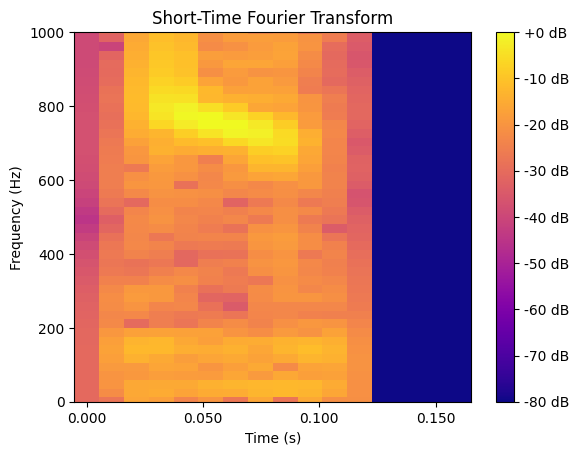 Short-Time Fourier Transform
Frequency (Hz)
1000
800
600
400
200
0
0.000
0.050
0.100
0.150
Time (s)
+0 dB
-10 dB
-20 dB
-30 dB
-40 dB
-50 dB
-60 dB
-70 dB
-80 dB